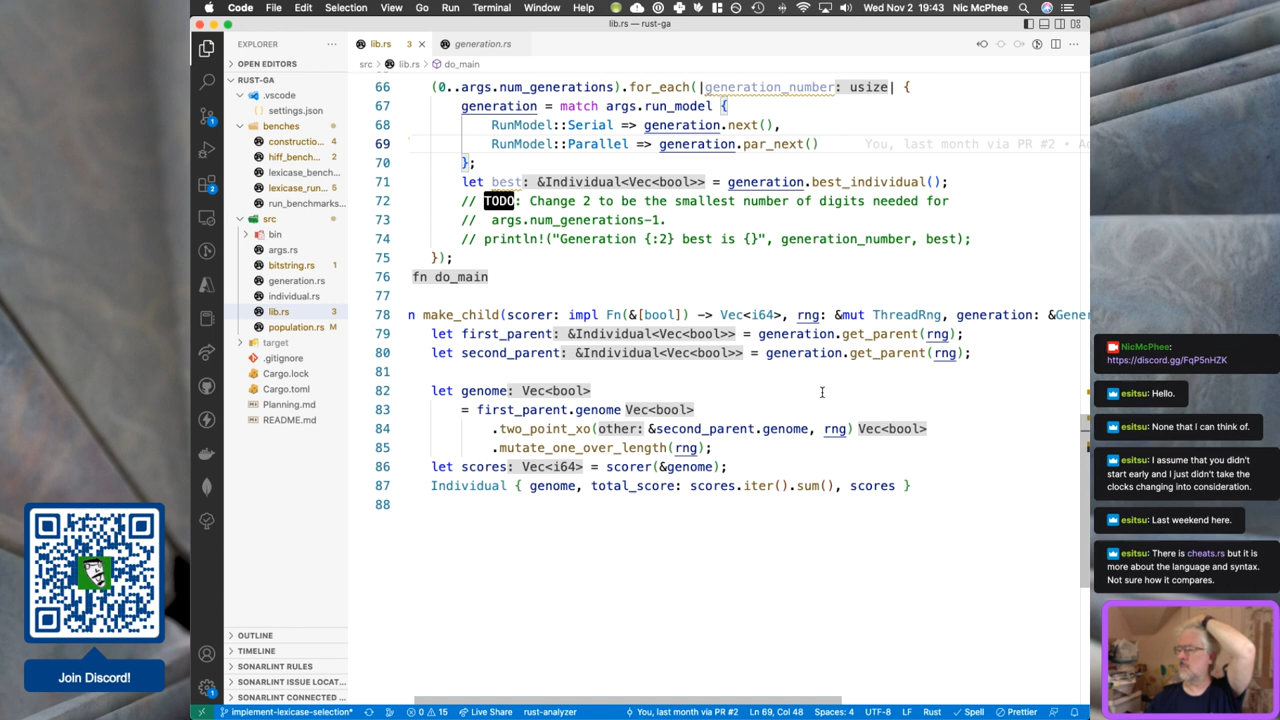 Code File Edit Selection View Go Run Terminal Window Help Wed Nov 2 19:43 Nic McPhee
lib.rs — rust-ga
EXPLORER
OPEN EDITORS
RUST-GA
.vscode
settings.json
benches
constructio... 4
hiff_bench... 2
lexicase_bench...
lexicase_run... 5
run_benchmarks...
src
bin
args.rs
bitstring.rs 1
generation.rs
individual.rs
lib.rs 3
population.rs M
target
.gitignore
Cargo.lock
Cargo.toml
Planning.md
README.md
OUTLINE
TIMELINE
SONARLINT RULES
SONARLINT ISSUE LOCAT...
SONARLINT CONNECTED ...
lib.rs 3
generation.rs
src > lib.rs > do_main
66 (0..args.num_generations).for_each(|generation_number: usize| {
67 generation = match args.run_model {
68 RunModel::Serial => generation.next(),
69 RunModel::Parallel => generation.par_next() You, last month via PR #2 •
70 };
71 let best: &Individual<Vec<bool>> = generation.best_individual();
72 // TODO: Change 2 to be the smallest number of digits needed for
73 // args.num_generations-1.
74 // println!("Generation {:2} best is {}", generation_number, best);
75 });
76 fn do_main
77
78 n make_child(scorer: impl Fn(&[bool]) -> Vec<i64>, rng: &mut ThreadRng, generation: &Gener
79 let first_parent: &Individual<Vec<bool>> = generation.get_parent(rng);
80 let second_parent: &Individual<Vec<bool>> = generation.get_parent(rng);
81
82 let genome: Vec<bool>
83 = first_parent.genome Vec<bool>
84 .two_point_xo(other: &second_parent.genome, rng) Vec<bool>
85 .mutate_one_over_length(rng);
86 let scores: Vec<i64> = scorer(&genome);
87 Individual { genome, total_score: scores.iter().sum(), scores }
88
NicMcPhee: https://discord.gg/FqP5nHZK
esitsu: Hello.
esitsu: None that I can think of.
esitsu: I assume that you didn't
start early and I just didn't take the
clocks changing into consideration.
esitsu: Last weekend here.
esitsu: There is cheats.rs but it is
more about the language and syntax.
Not sure how it compares.
Join Discord!
implement-lexicase-selection* 0 15 Live Share rust-analyzer You, last month via PR #2 Ln 69, Col 48 Spaces: 4 UTF-8 LF Rust Spell Prettier